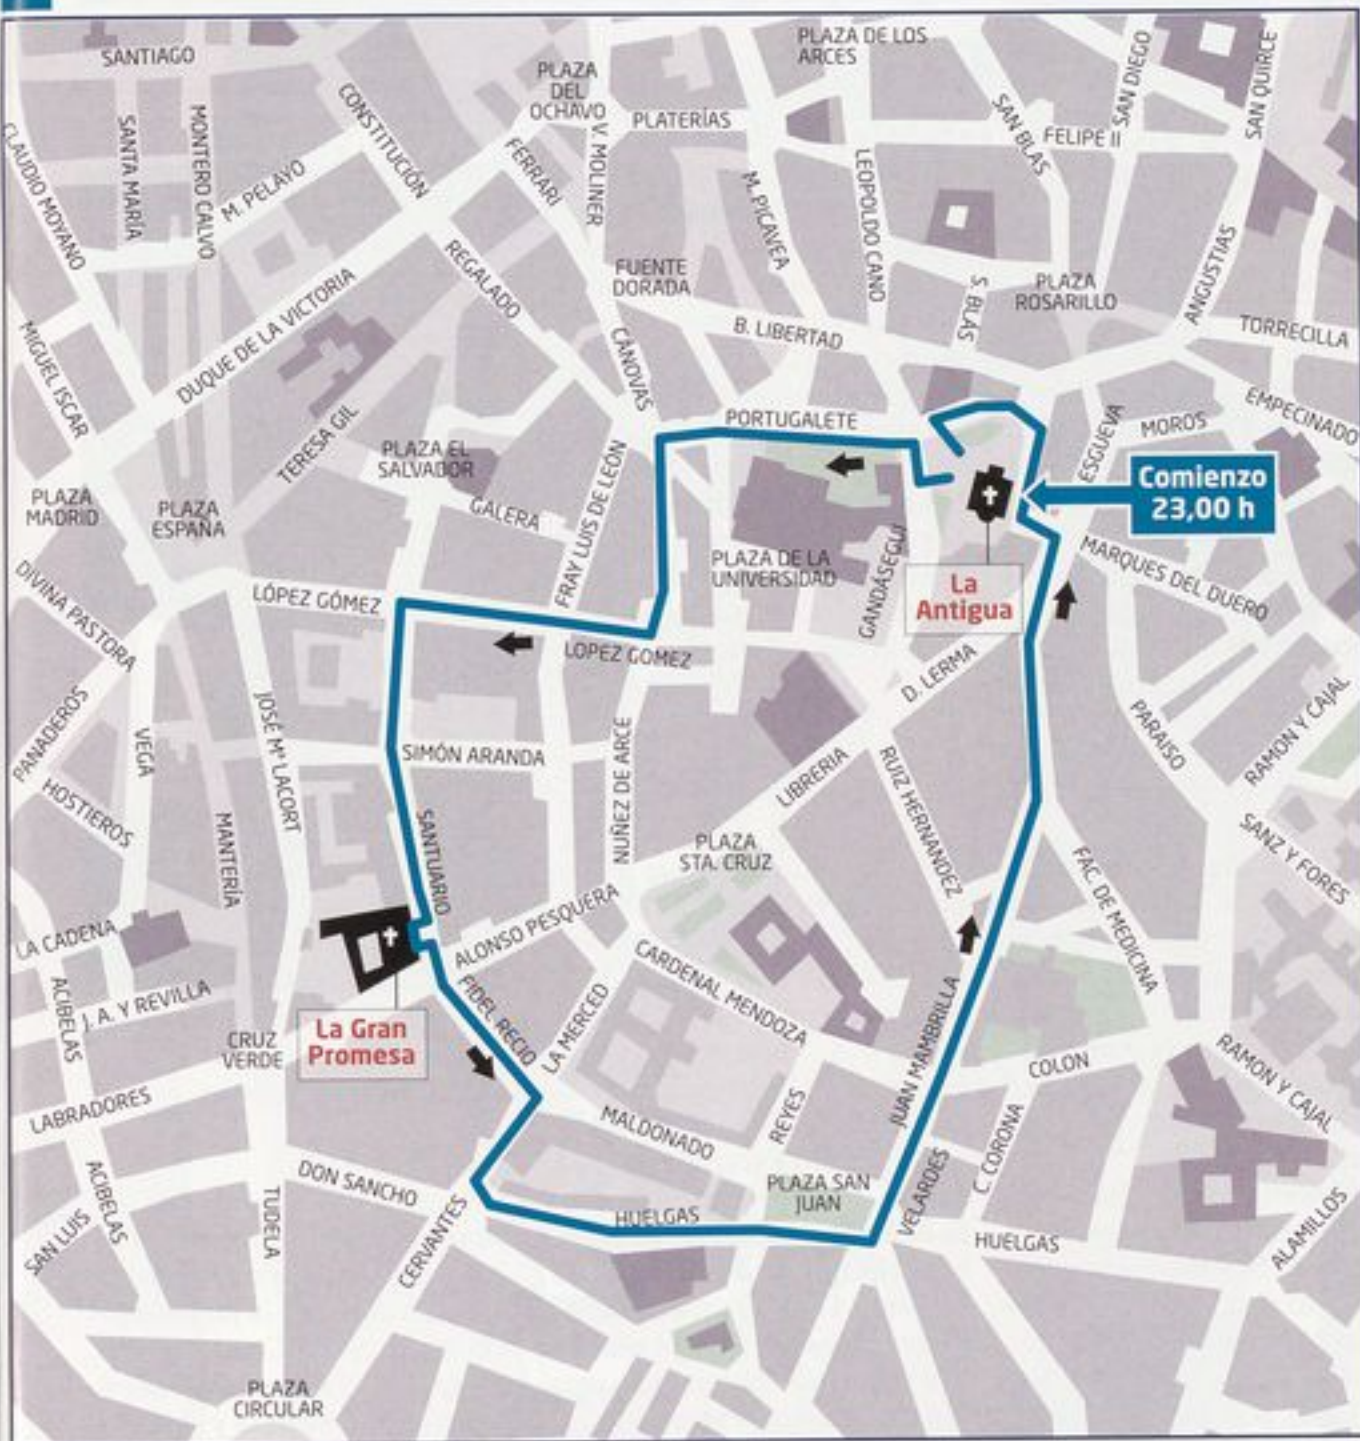 SANTIAGO
PLAZA DE LOS
ARCES
SAN DIEGO
SAN QUIRCE
PLAZA
DEL
OCHAVO
CONSTITUCIÓN
PLATERÍAS
SAN BLAS
FELIPE II
CLAUDIO MOYANO
SANTA MARÍA
MONTERO CALVO
M. PELAYO
FERRARI
V. MOLINER
M. PICAVEA
LEOPOLDO CANO
REGALADO
FUENTE
DORADA
S. BLAS
PLAZA
ROSARILLO
ANGUSTIAS
TORRECILLA
MIGUEL ISCAR
DUQUE DE LA VICTORIA
CÁNOVAS
B. LIBERTAD
EMPECINADO
PORTUGALETE
ESGUEVA
MOROS
TERESA GIL
PLAZA EL
SALVADOR
GALERA
FRAY LUIS DE LEON
Comienzo
23,00 h
PLAZA
MADRID
PLAZA
ESPAÑA
PLAZA DE LA
UNIVERSIDAD
GANDÁSEGUI
La
Antigua
MARQUES DEL DUERO
DIVINA PASTORA
LÓPEZ GÓMEZ
LOPEZ GOMEZ
D. LERMA
PANADEROS
VEGA
JOSÉ Mª LACORT
SIMÓN ARANDA
NUÑEZ DE ARCE
LIBRERIA
RUIZ HERNANDEZ
PARAISO
RAMON Y CAJAL
HOSTIEROS
MANTERÍA
SANTUARIO
PLAZA
STA. CRUZ
SANZ Y FORES
FAC. DE MEDICINA
LA CADENA
ALONSO PESQUERA
CARDENAL MENDOZA
ACIBELAS
J. A. Y REVILLA
FIDEL RECIO
LA MERCED
JUAN MAMBRILLA
La Gran
Promesa
CRUZ
VERDE
COLON
RAMON Y CAJAL
LABRADORES
MALDONADO
REYES
C. CORONA
ACIBELAS
DON SANCHO
PLAZA SAN
JUAN
VELARDES
SAN LUIS
TUDELA
CERVANTES
HUELGAS
HUELGAS
ALAMILLOS
PLAZA
CIRCULAR